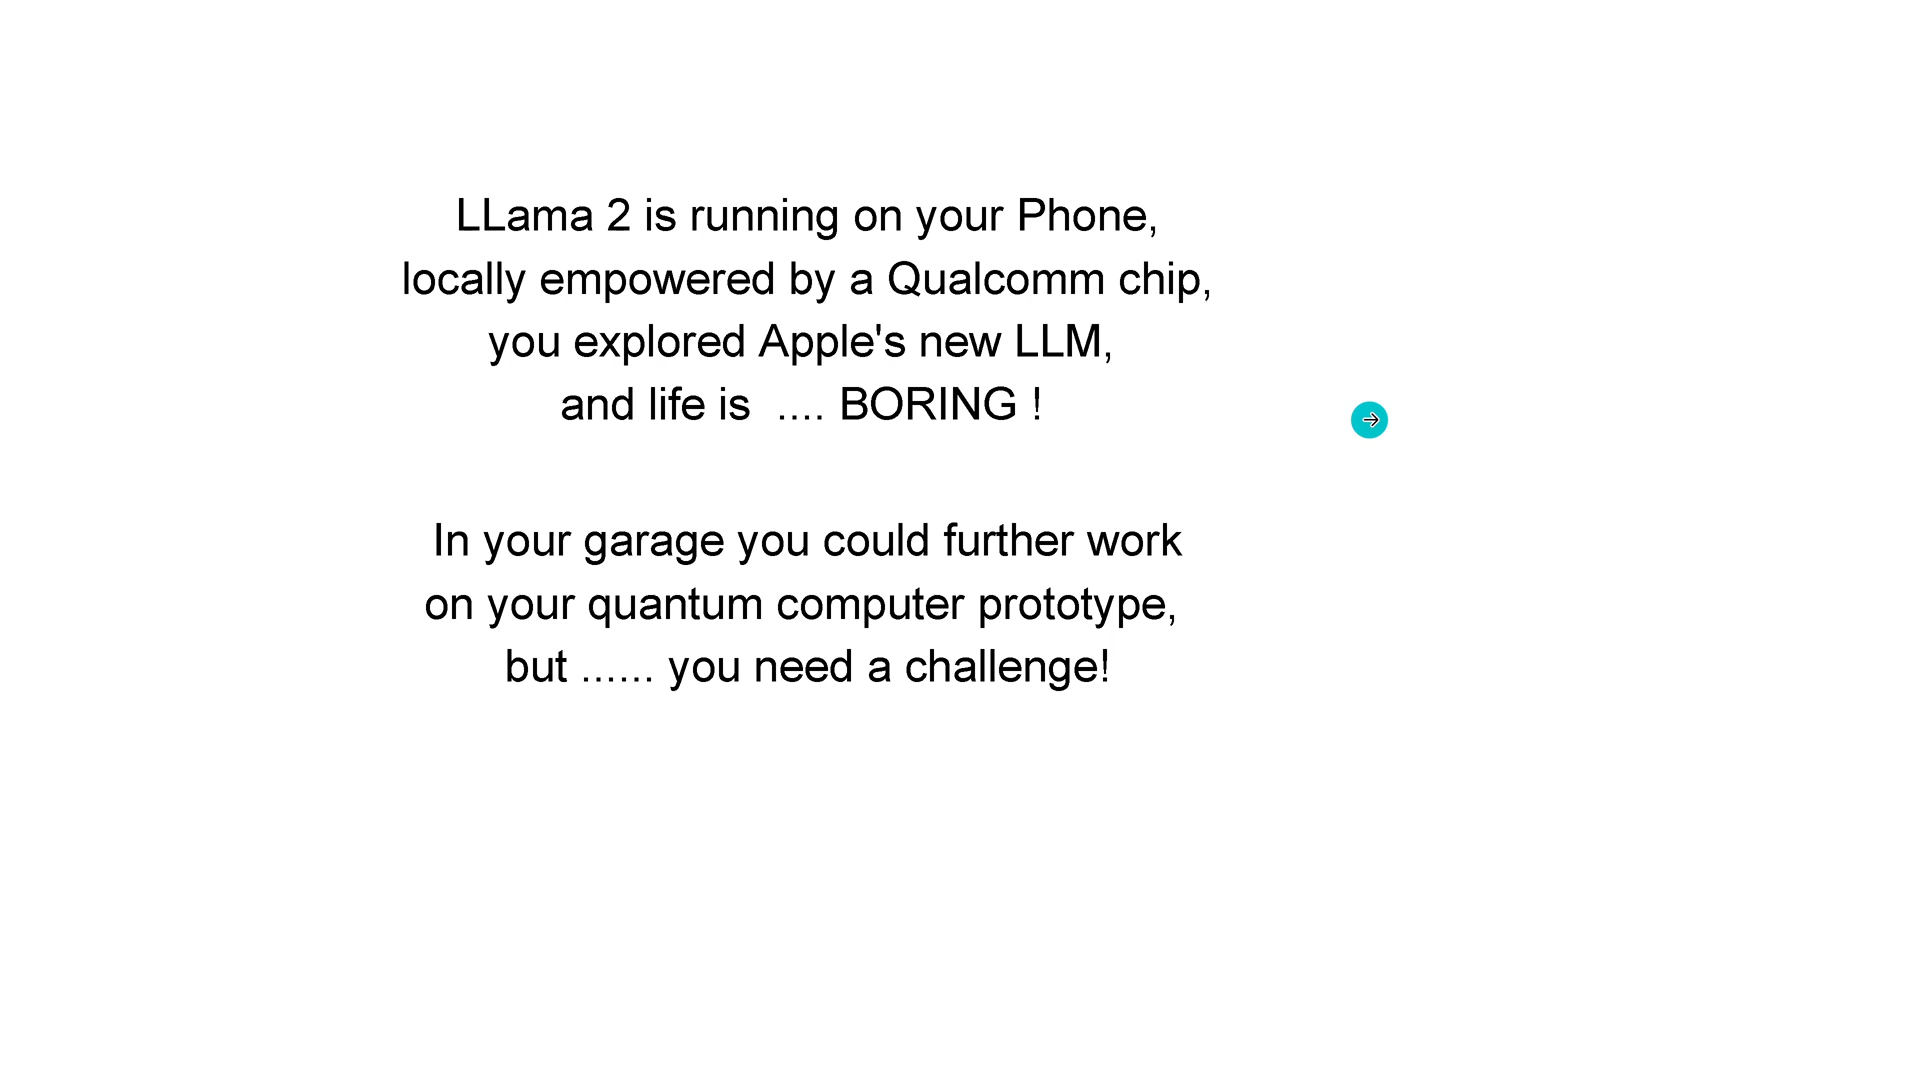 LLama 2 is running on your Phone,
locally empowered by a Qualcomm chip,
you explored Apple's new LLM,
and life is  .... BORING !
In your garage you could further work
on your quantum computer prototype,
but ...... you need a challenge!